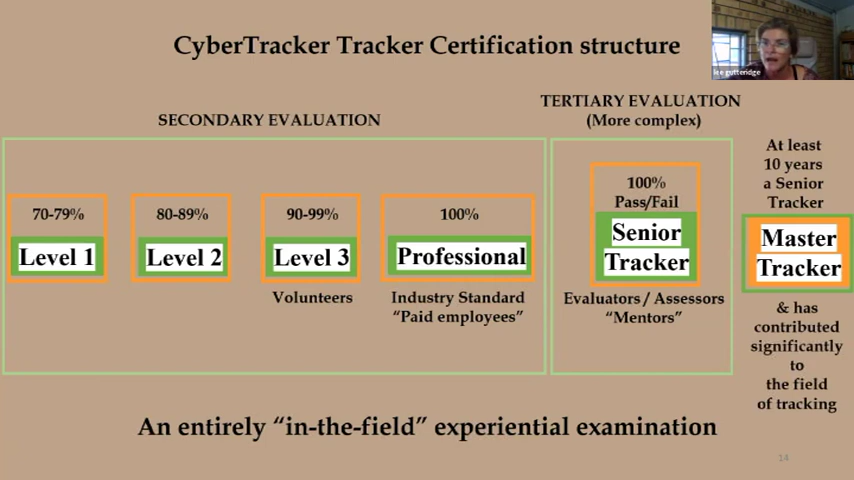 CyberTracker Tracker Certification structure
lee gutteridge
SECONDARY EVALUATION
TERTIARY EVALUATION
(More complex)
70-79%
Level 1
80-89%
Level 2
90-99%
Level 3
Volunteers
100%
Professional
Industry Standard
“Paid employees”
100%
Pass/Fail
Senior
Tracker
Evaluators / Assessors
“Mentors”
At least
10 years
a Senior
Tracker
Master
Tracker
& has
contributed
significantly
to
the field
of tracking
An entirely “in-the-field” experiential examination
14